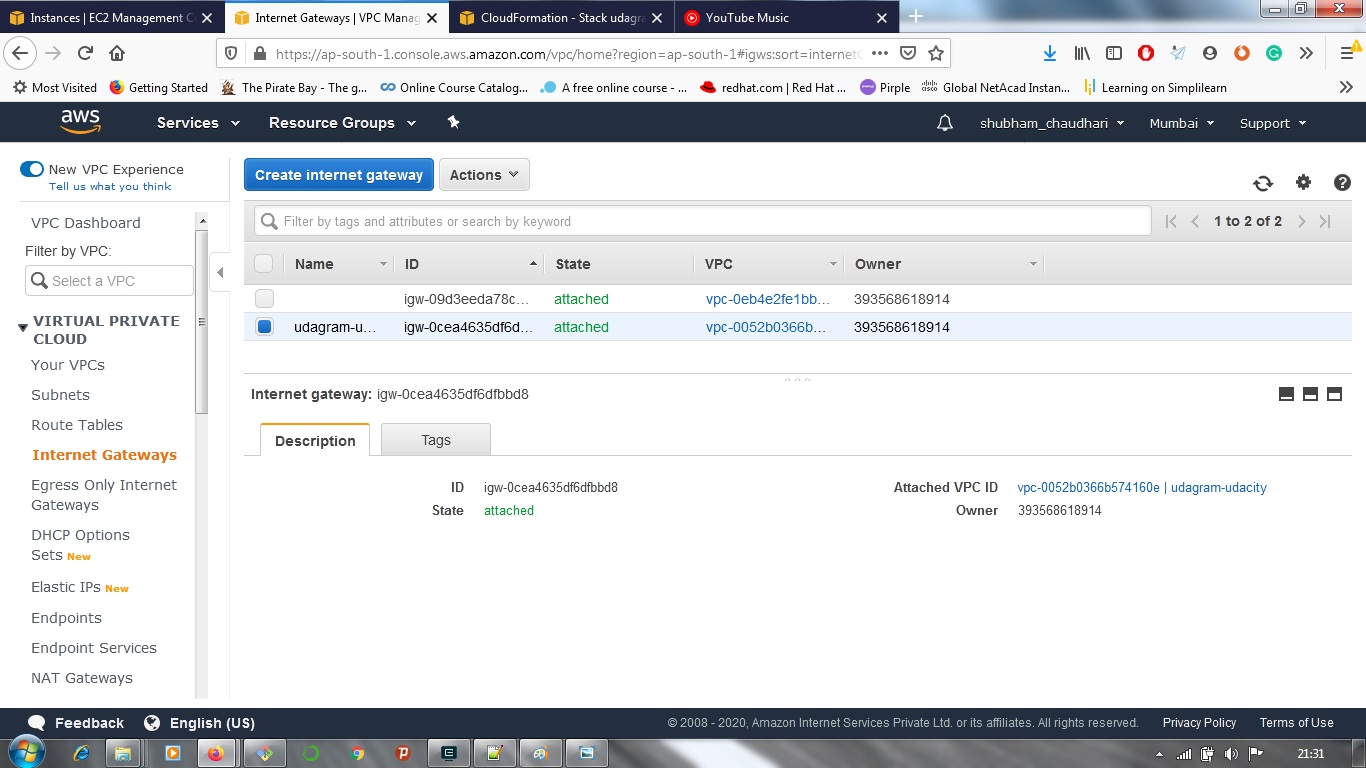 Instances | EC2 Management C
Internet Gateways | VPC Manag
CloudFormation - Stack udagra
YouTube Music
https://ap-south-1.console.aws.amazon.com/vpc/home?region=ap-south-1#igws:sort=internetG
Most Visited
Getting Started
The Pirate Bay - The g...
Online Course Catalog...
A free online course - ...
redhat.com | Red Hat ...
Pirple
Global NetAcad Instan...
Learning on Simplilearn
aws
Services
Resource Groups
shubham_chaudhari
Mumbai
Support
New VPC Experience
Tell us what you think
VPC Dashboard
Filter by VPC:
Select a VPC
VIRTUAL PRIVATE
CLOUD
Your VPCs
Subnets
Route Tables
Internet Gateways
Egress Only Internet
Gateways
DHCP Options
Sets New
Elastic IPs New
Endpoints
Endpoint Services
NAT Gateways
Create internet gateway
Actions
Filter by tags and attributes or search by keyword
1 to 2 of 2
Name ID State VPC Owner
igw-09d3eeda78c... attached vpc-0eb4e2fe1bb... 393568618914
udagram-u... igw-0cea4635df6d... attached vpc-0052b0366b... 393568618914
Internet gateway: igw-0cea4635df6dfbbd8
Description
Tags
ID igw-0cea4635df6dfbbd8
Attached VPC ID vpc-0052b0366b574160e | udagram-udacity
State attached
Owner 393568618914
Feedback
English (US)
© 2008 - 2020, Amazon Internet Services Private Ltd. or its affiliates. All rights reserved.
Privacy Policy
Terms of Use
21:31